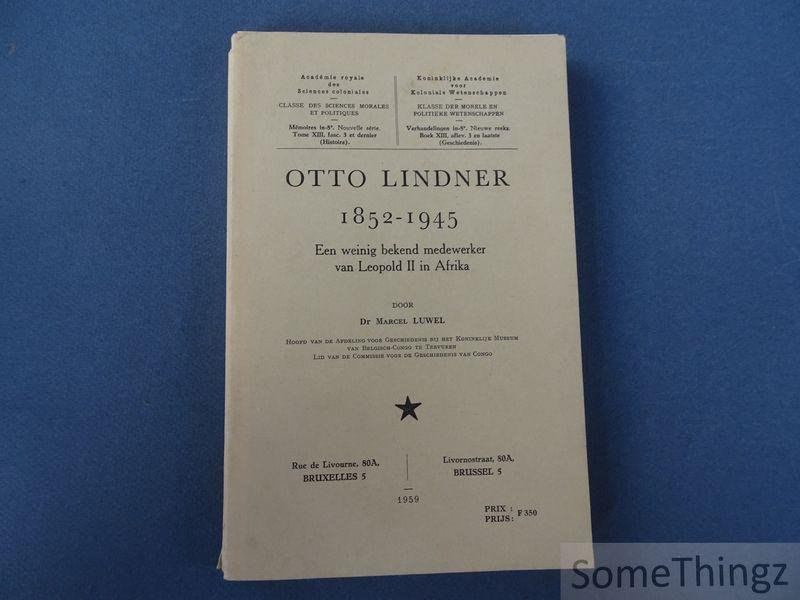 Académie royale
des
Sciences coloniales
CLASSE DES SCIENCES MORALES
ET POLITIQUES
Mémoires in-8°. Nouvelle série.
Tome XIII, fasc. 3 et dernier
(Histoire).
Koninklijke Academie
voor
Koloniale Wetenschappen
KLASSE DER MORELE EN
POLITIEKE WETENSCHAPPEN
Verhandelingen in-8°. Nieuwe reeks.
Boek XIII, aflev. 3 en laatste
(Geschiedenis).
OTTO LINDNER
1852-1945
Een weinig bekend medewerker
van Leopold II in Afrika
DOOR
Dr MARCEL LUWEL
HOOFD VAN DE AFDELING VOOR GESCHIEDENIS BIJ HET KONINKLIJK MUSEUM
VAN BELGISCH-CONGO TE TERVUREN
LID VAN DE COMMISSIE VOOR DE GESCHIEDENIS VAN CONGO
Rue de Livourne, 80A,
BRUXELLES 5
Livornostraat, 80A,
BRUSSEL 5
1959
PRIX :
PRIJS: F 350
SomeThingz